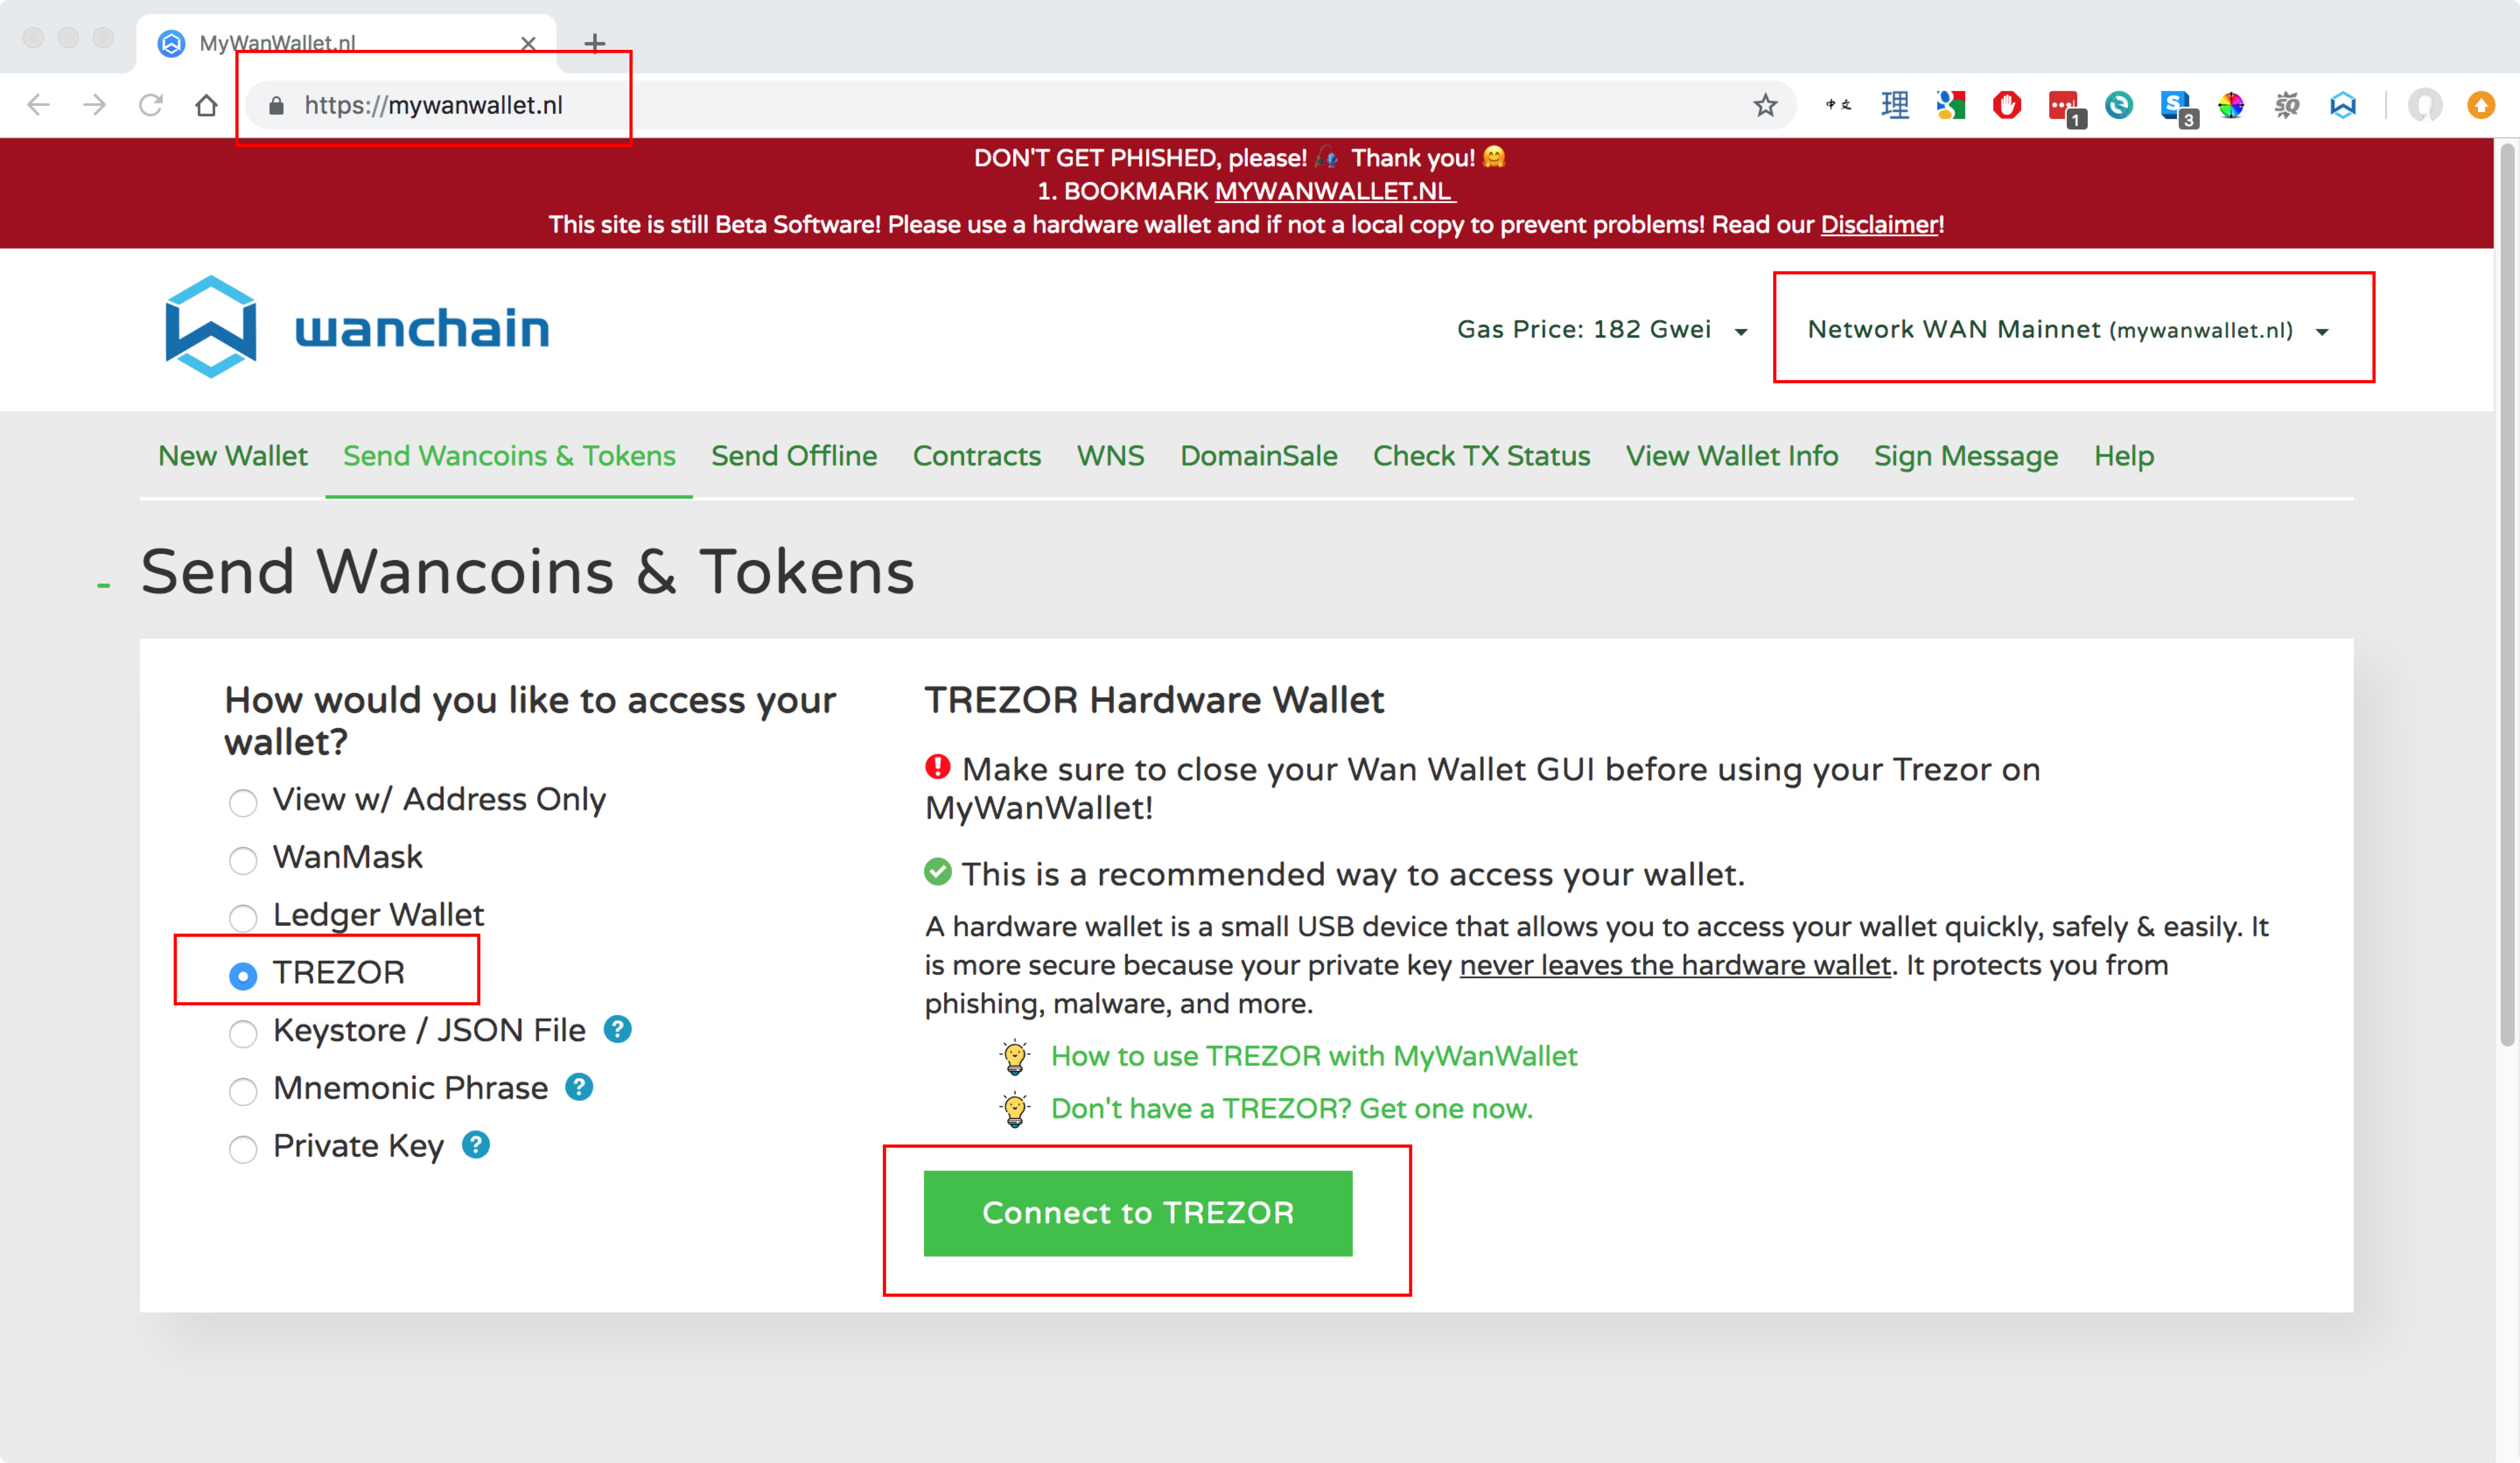 MyWanWallet.nl
https://mywanwallet.nl
中文
理
1
3
DON'T GET PHISHED, please! Thank you!
1. BOOKMARK MYWANWALLET.NL
This site is still Beta Software! Please use a hardware wallet and if not a local copy to prevent problems! Read our Disclaimer!
wanchain
Gas Price: 182 Gwei
Network WAN Mainnet (mywanwallet.nl)
New Wallet Send Wancoins & Tokens Send Offline Contracts WNS DomainSale Check TX Status View Wallet Info Sign Message Help
Send Wancoins & Tokens
How would you like to access your
wallet?
View w/ Address Only
WanMask
Ledger Wallet
TREZOR
Keystore / JSON File
Mnemonic Phrase
Private Key
TREZOR Hardware Wallet
Make sure to close your Wan Wallet GUI before using your Trezor on
MyWanWallet!
This is a recommended way to access your wallet.
A hardware wallet is a small USB device that allows you to access your wallet quickly, safely & easily. It
is more secure because your private key never leaves the hardware wallet. It protects you from
phishing, malware, and more.
How to use TREZOR with MyWanWallet
Don't have a TREZOR? Get one now.
Connect to TREZOR